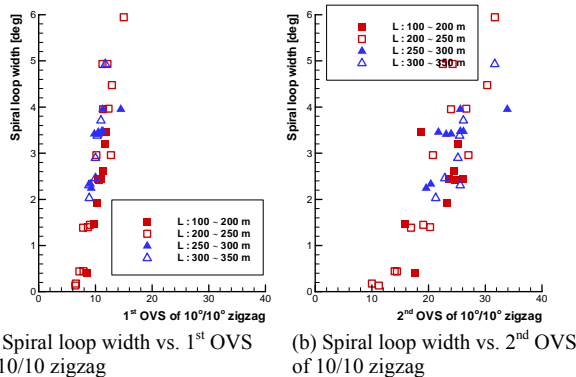 Spiral loop width [deg]
6
5
4
3
2
1
0
0 10 20 30 40
1st OVS of 10°/10° zigzag
L : 100 ~ 200 m
L : 200 ~ 250 m
L : 250 ~ 300 m
L : 300 ~ 350 m
Spiral loop width vs. 1st OVS
10/10 zigzag
Spiral loop width [deg]
6
5
4
3
2
1
0
0 10 20 30 40
2nd OVS of 10°/10° zigzag
L : 100 ~ 200 m
L : 200 ~ 250 m
L : 250 ~ 300 m
L : 300 ~ 350 m
(b) Spiral loop width vs. 2nd OVS
of 10/10 zigzag